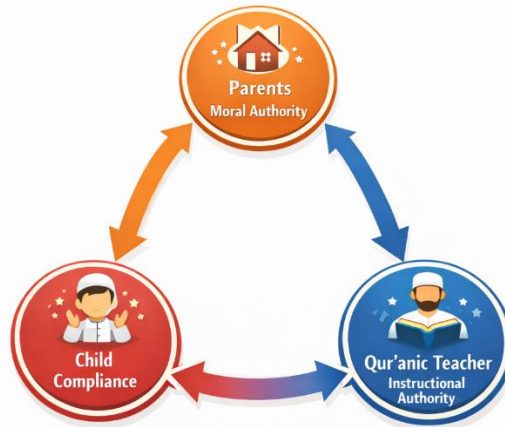 Parents
Moral Authority
Child
Compliance
Qur'anic Teacher
Instructional
Authority